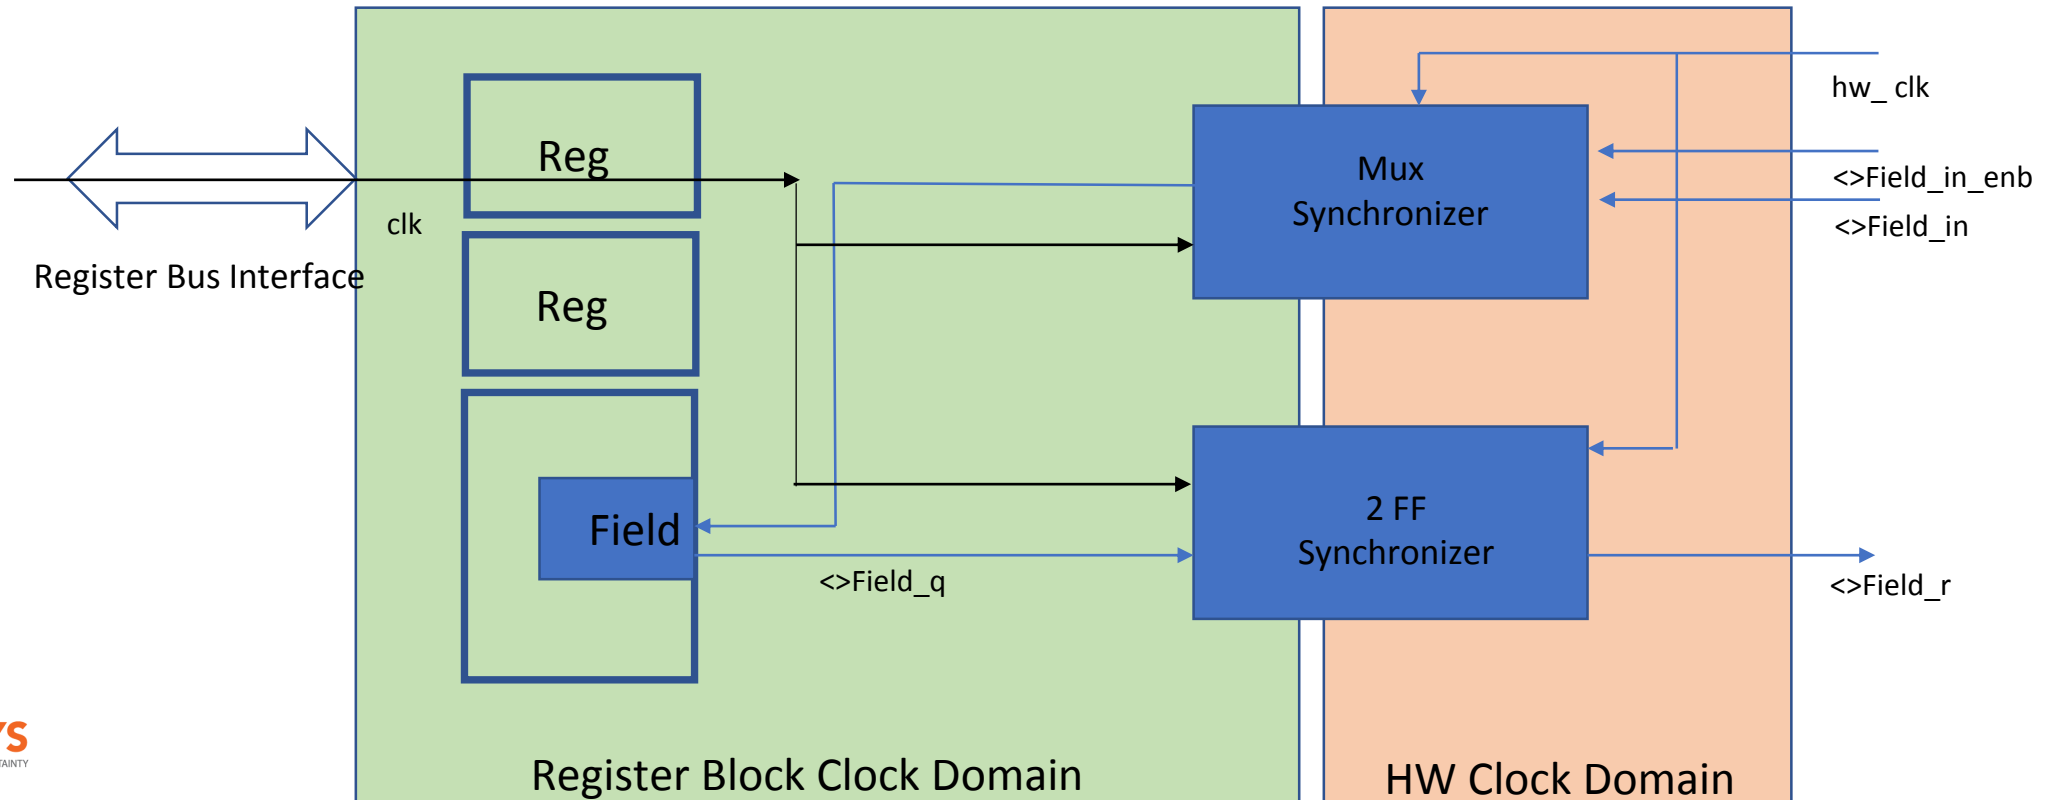 hw_ clk
Reg
Mux
Synchronizer
<>Field_in_enb
<>Field_in
clk
Register Bus Interface
Reg
Field
2 FF
Synchronizer
<>Field_q
<>Field_r
Register Block Clock Domain
HW Clock Domain